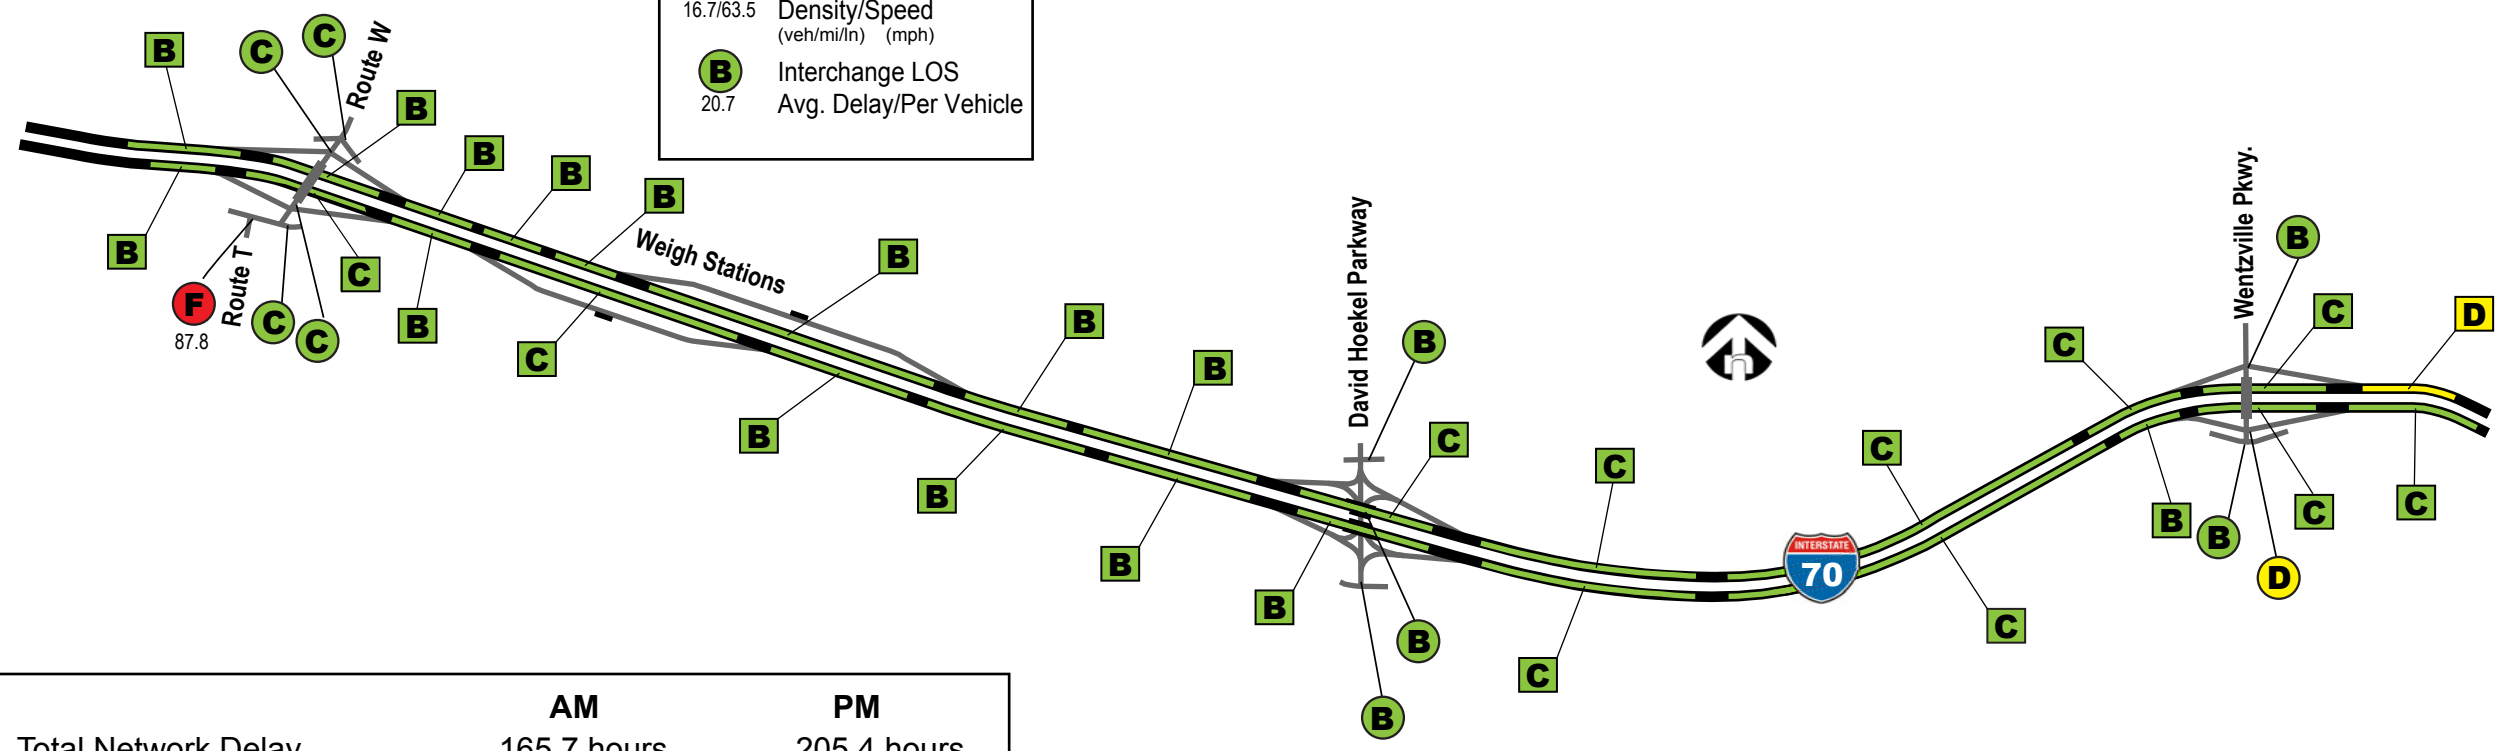 16.7/63.5 Density/Speed
(veh/mi/ln) (mph)
B Interchange LOS
20.7 Avg. Delay/Per Vehicle
B
C
C
Route W
B
B
B
B
Weigh Stations
B
B
F
87.8
Route T
C
C
C
B
C
B
B
B
B
B
David Hoekel Parkway
B
C
C
B
B
B
C
n
INTERSTATE
70
C
C
C
Wentzville Pkwy.
B
C
D
B
B
D
C
C
AM PM
Total Network Delay 165.7 hours 205.4 hours